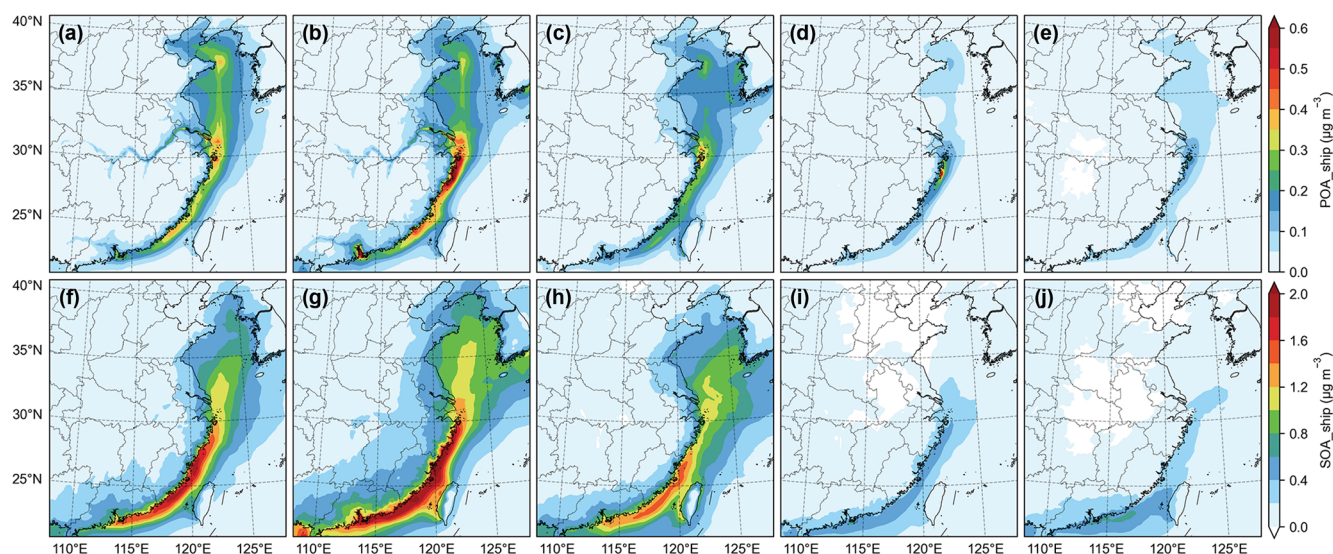 (a) (b) (c) (d) (e)
40°N
35°N
30°N
25°N
0.6
0.5
0.4
0.3
0.2
0.1
0.0
POA_ship (μg m⁻³)
(f) (g) (h) (i) (j)
40°N
35°N
30°N
25°N
2.0
1.6
1.2
0.8
0.4
0.0
SOA_ship (μg m⁻³)
110°E 115°E 120°E 125°E 110°E 115°E 120°E 125°E 110°E 115°E 120°E 125°E 110°E 115°E 120°E 125°E 110°E 115°E 120°E 125°E